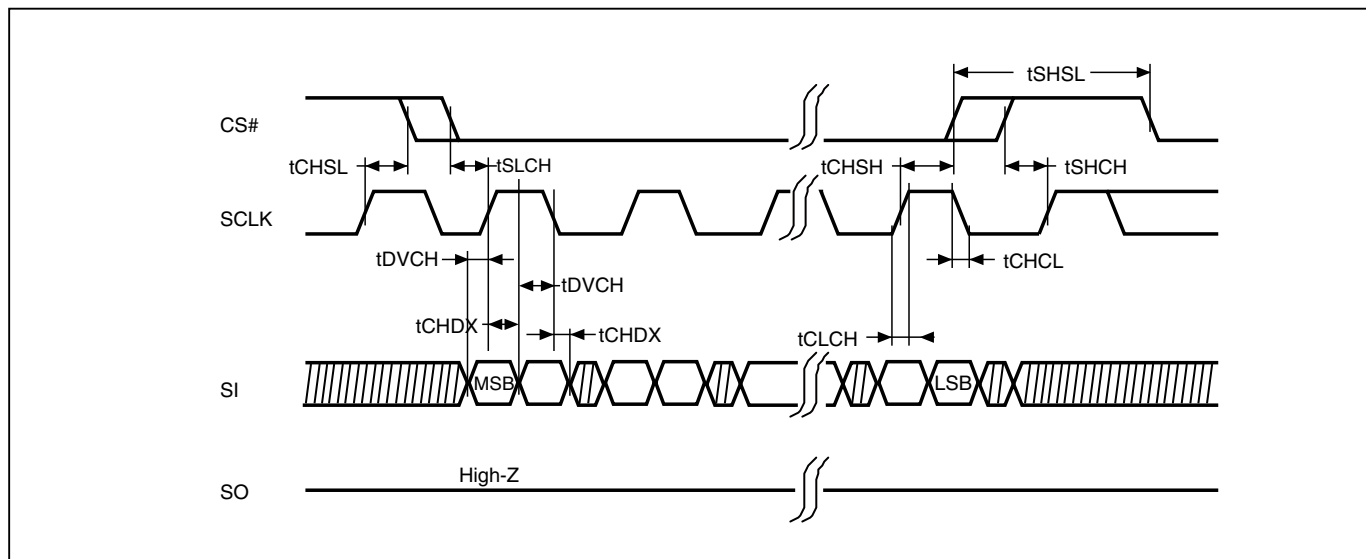 tSHSL
CS#
tCHSL
tSLCH
tCHSH
tSHCH
SCLK
tDVCH
tCHCL
tDVCH
tCHDX
tCHDX
tCLCH
SI
MSB
LSB
High-Z
SO